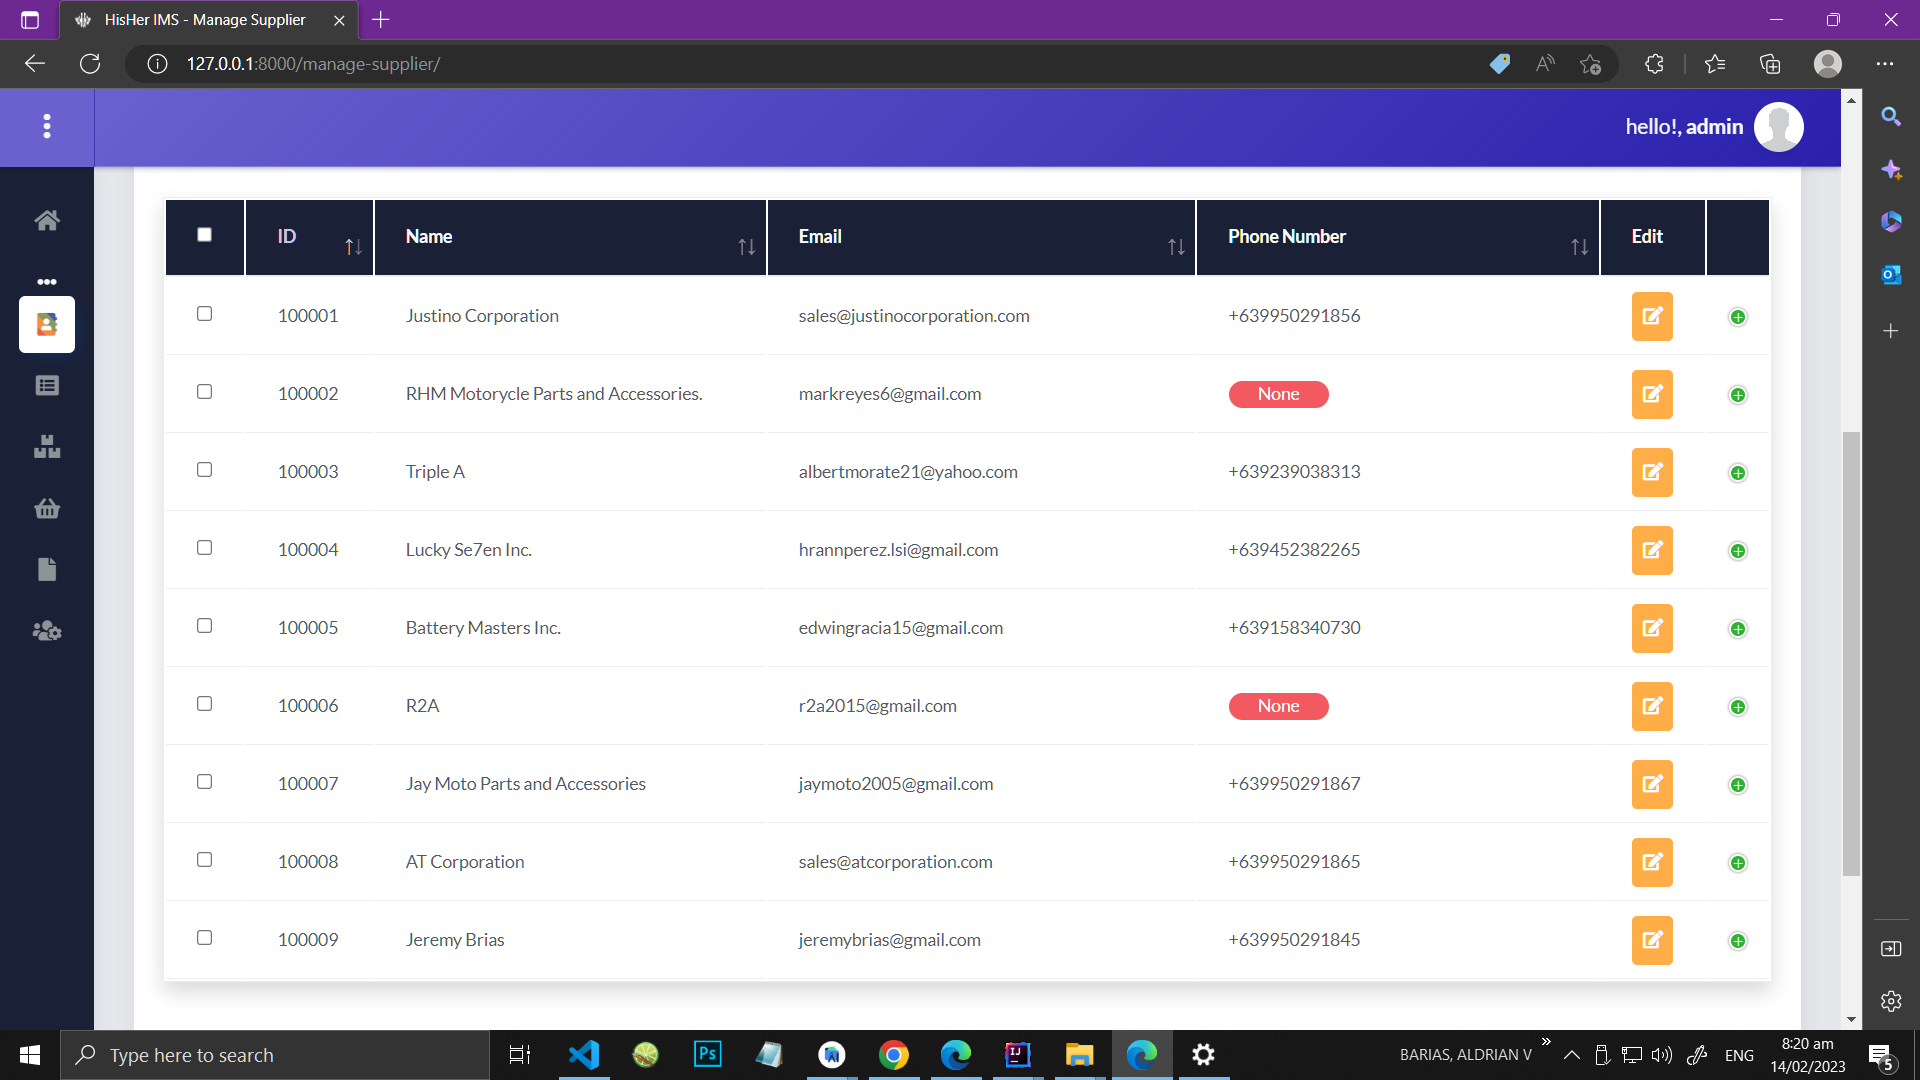 HisHer IMS - Manage Supplier
127.0.0.1:8000/manage-supplier/
hello!, admin
ID Name Email Phone Number Edit
100001 Justino Corporation sales@justinocorporation.com +639950291856
100002 RHM Motorycle Parts and Accessories. markreyes6@gmail.com None
100003 Triple A albertmorate21@yahoo.com +639239038313
100004 Lucky Se7en Inc. hrannperez.lsi@gmail.com +639452382265
100005 Battery Masters Inc. edwingracia15@gmail.com +639158340730
100006 R2A r2a2015@gmail.com None
100007 Jay Moto Parts and Accessories jaymoto2005@gmail.com +639950291867
100008 AT Corporation sales@atcorporation.com +639950291865
100009 Jeremy Brias jeremybrias@gmail.com +639950291845
Type here to search
Ps
IJ
BARIAS, ALDRIAN V
ENG
8:20 am
14/02/2023
5